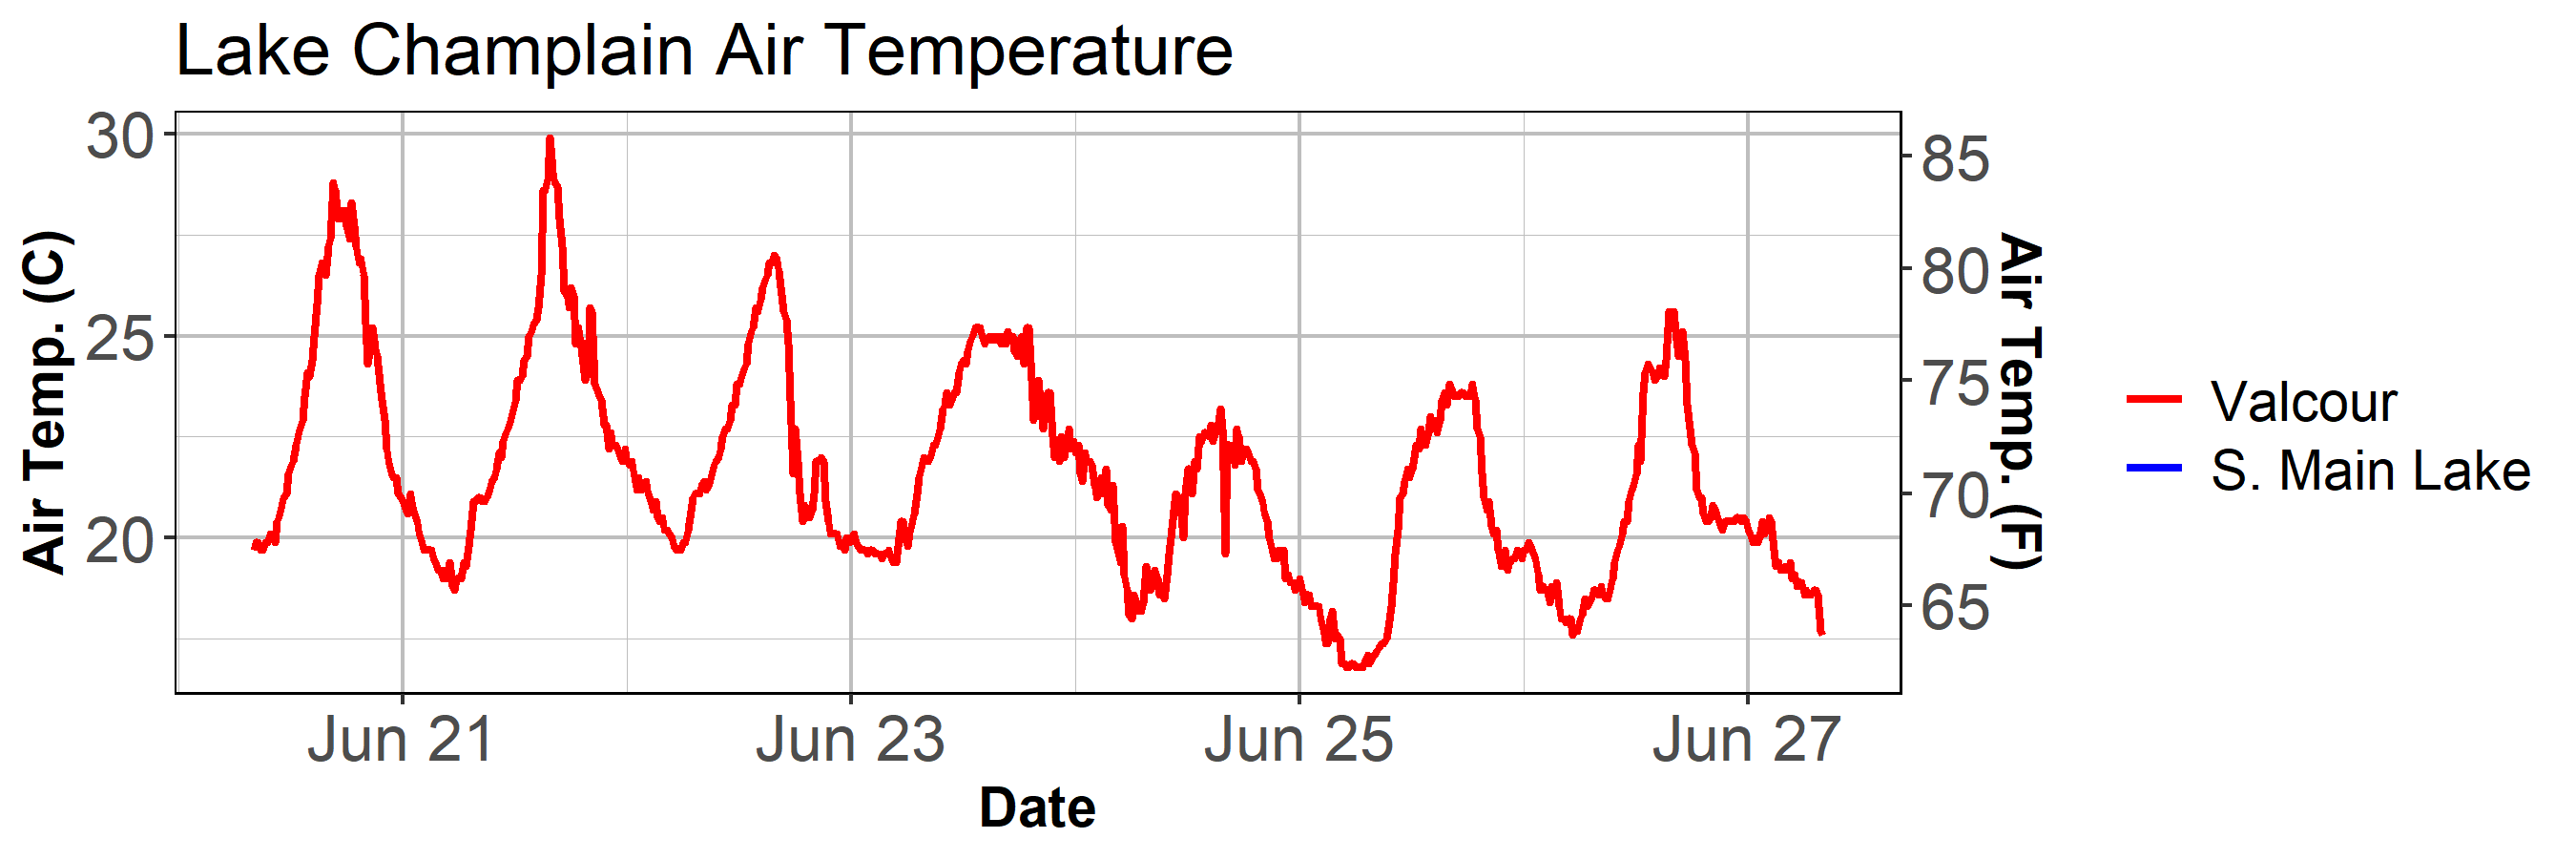 Lake Champlain Air Temperature
30
25
20
Air Temp. (C)
85
80
75
70
65
Air Temp. (F)
Jun 21 Jun 23 Jun 25 Jun 27
Date
Valcour
S. Main Lake